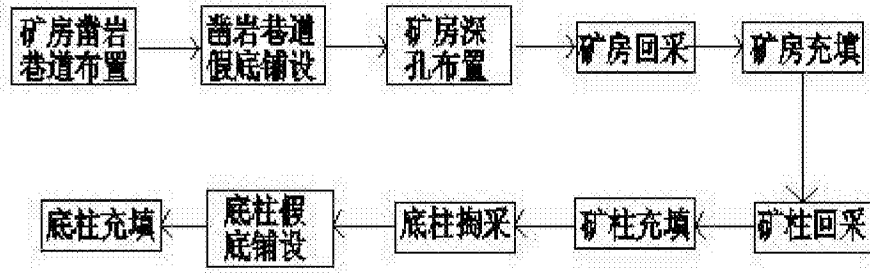 矿房凿岩
巷道布置
凿岩巷道
假底铺设
矿房深
孔布置
矿房回采
矿房充填
矿柱回采
矿柱充填
底柱掏采
底柱假
底铺设
底柱充填